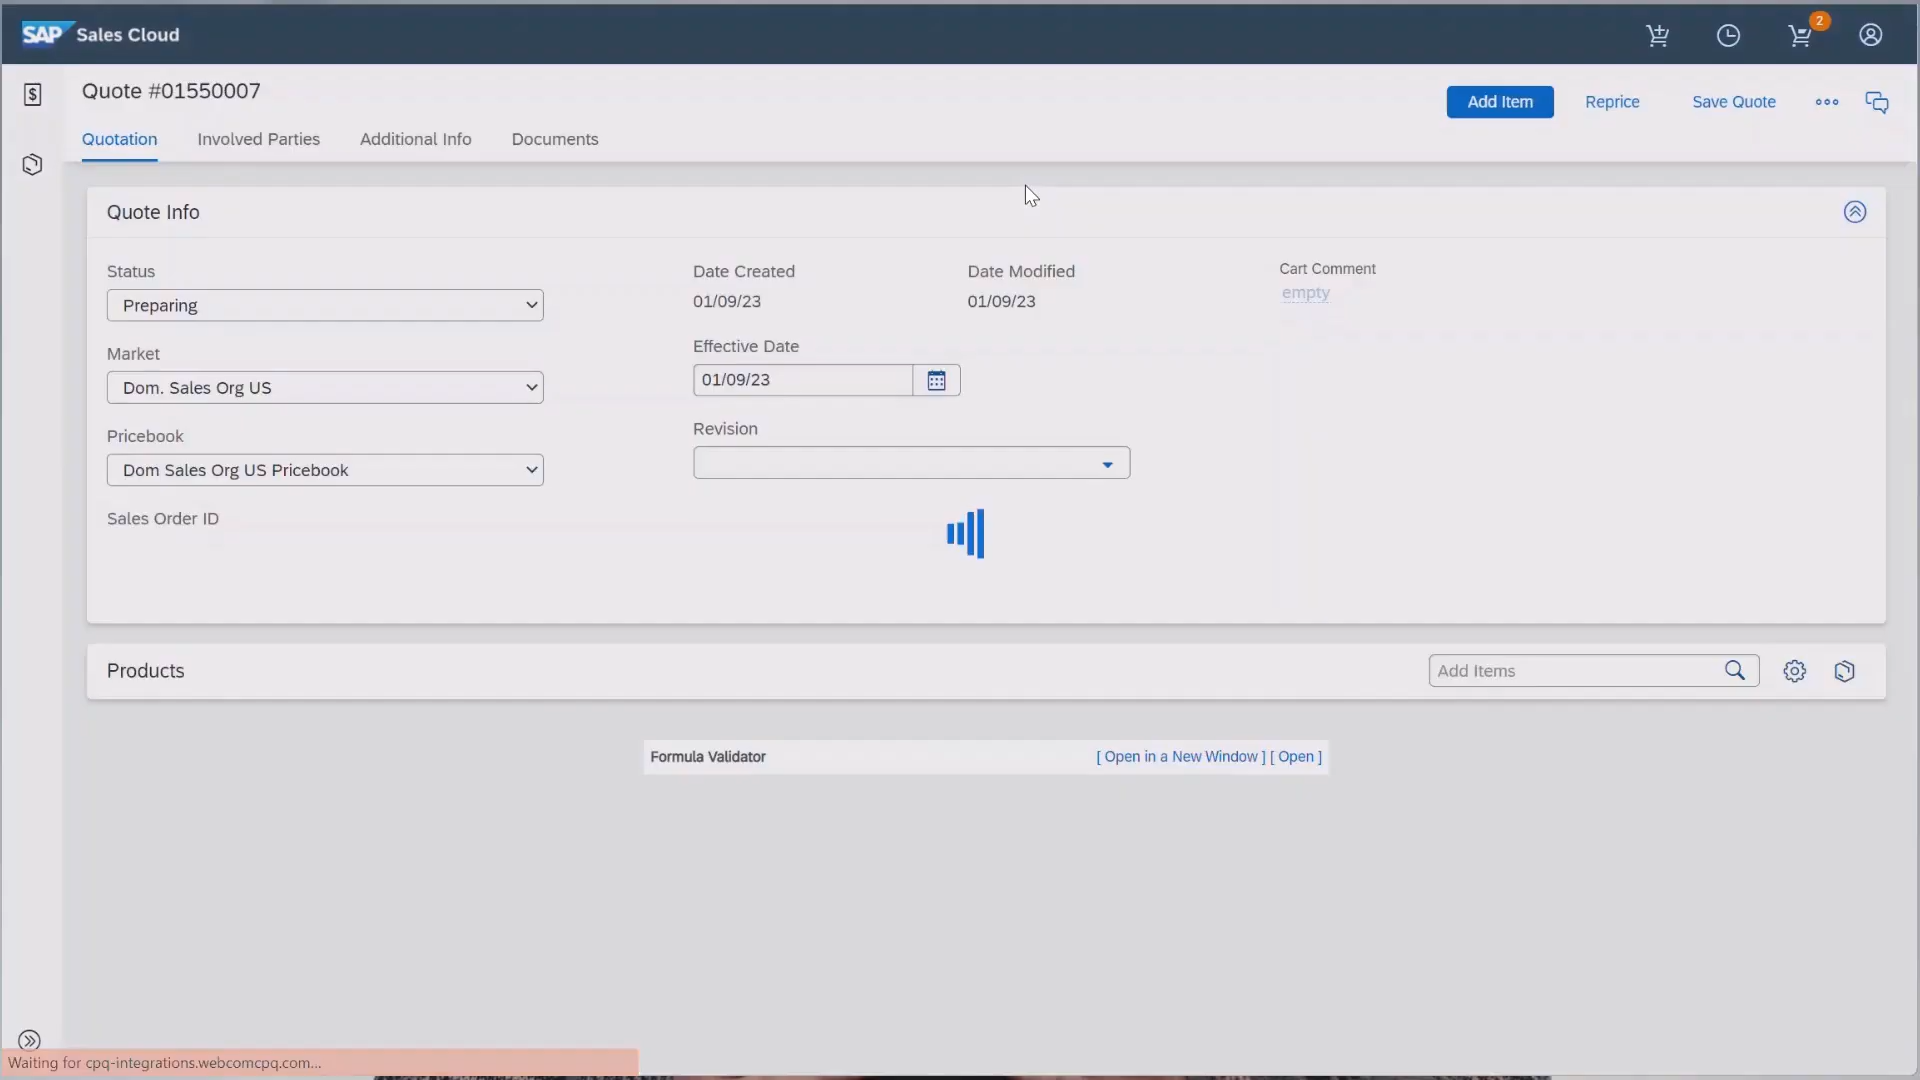 SAP Sales Cloud
2
Quote #01550007
Add Item
Reprice
Save Quote
Quotation
Involved Parties
Additional Info
Documents
Quote Info
Status
Preparing
Market
Dom. Sales Org US
Pricebook
Dom Sales Org US Pricebook
Sales Order ID
Date Created
01/09/23
Date Modified
01/09/23
Effective Date
01/09/23
Revision
Cart Comment
empty
Products
Add Items
Formula Validator
[ Open in a New Window ] [ Open ]
Waiting for cpq-integrations.webcomcpq.com...